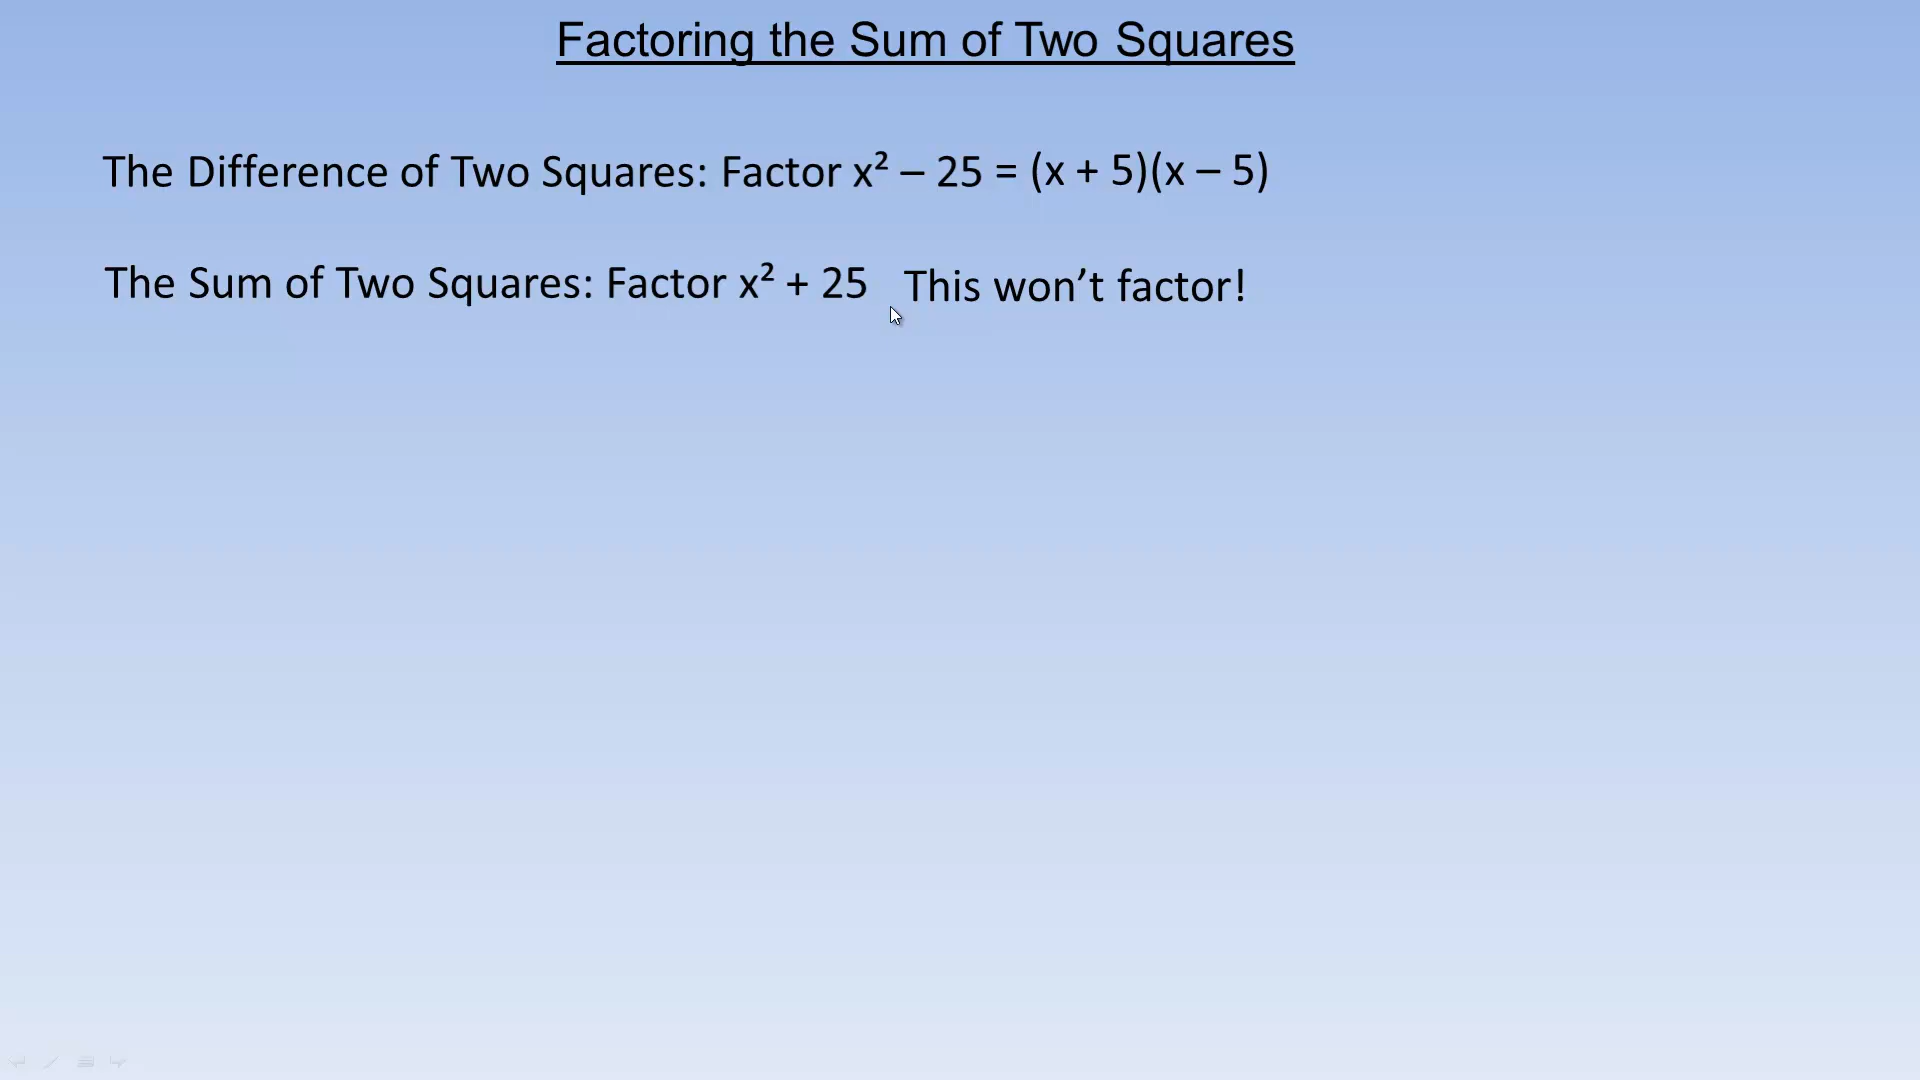 Factoring the Sum of Two Squares
The Difference of Two Squares: Factor x² – 25 = (x + 5)(x – 5)
The Sum of Two Squares: Factor x² + 25 This won’t factor!